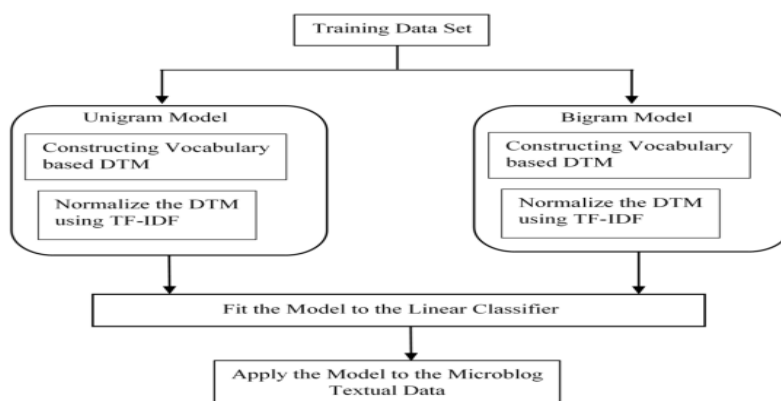 Training Data Set
Unigram Model
Constructing Vocabulary
based DTM
Normalize the DTM
using TF-IDF
Bigram Model
Constructing Vocabulary
based DTM
Normalize the DTM
using TF-IDF
Fit the Model to the Linear Classifier
Apply the Model to the Microblog
Textual Data